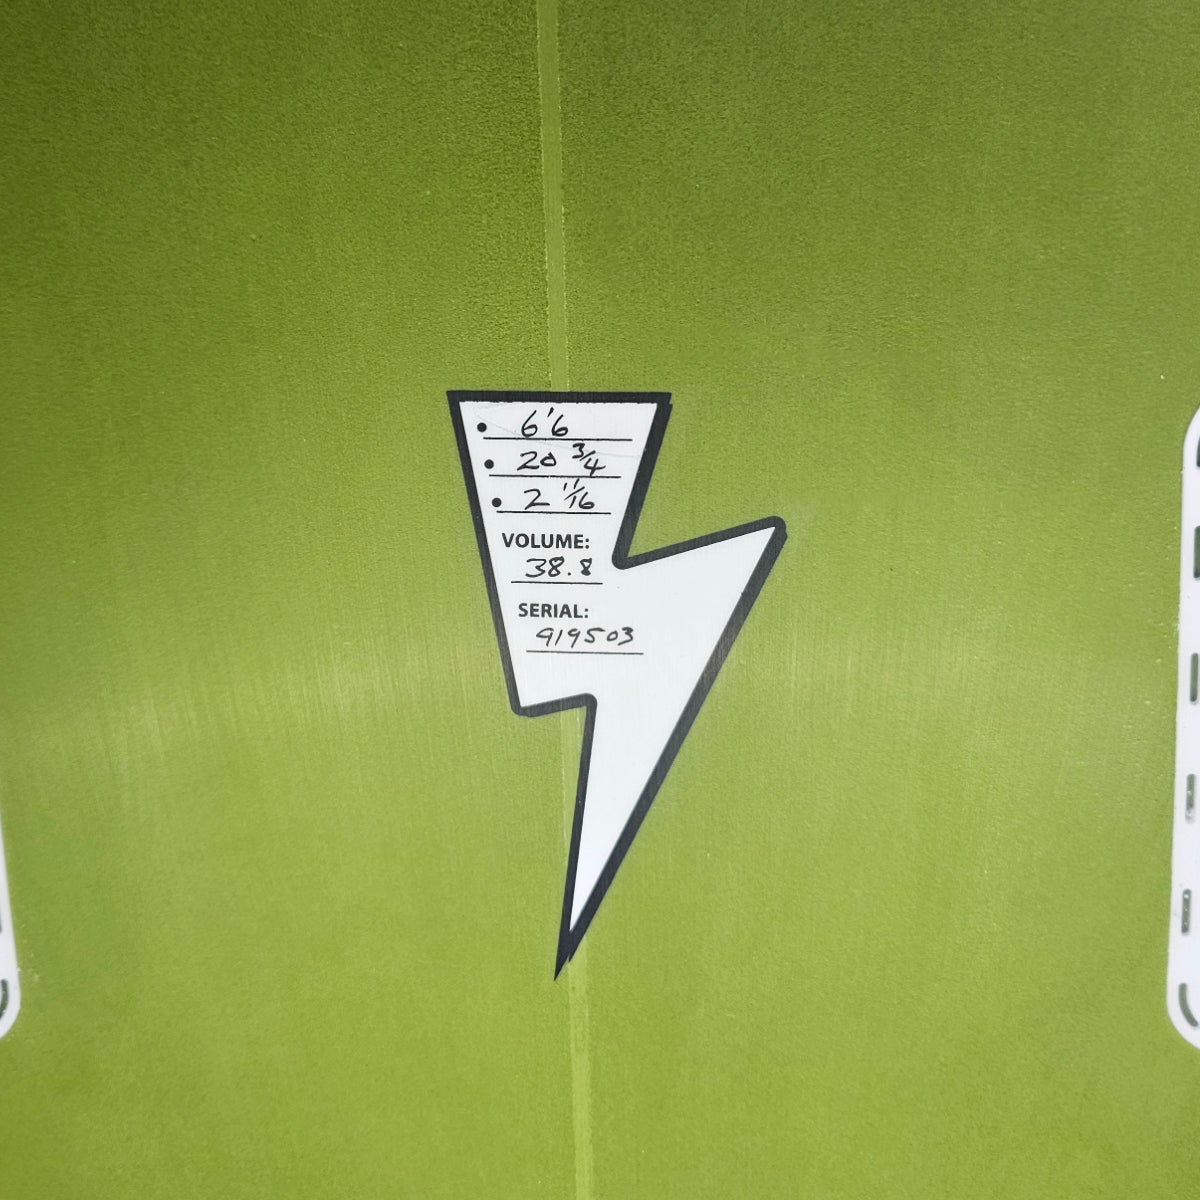 • 6'6
• 20 3/4
• 2 11/16
VOLUME:
38.8
SERIAL:
919503